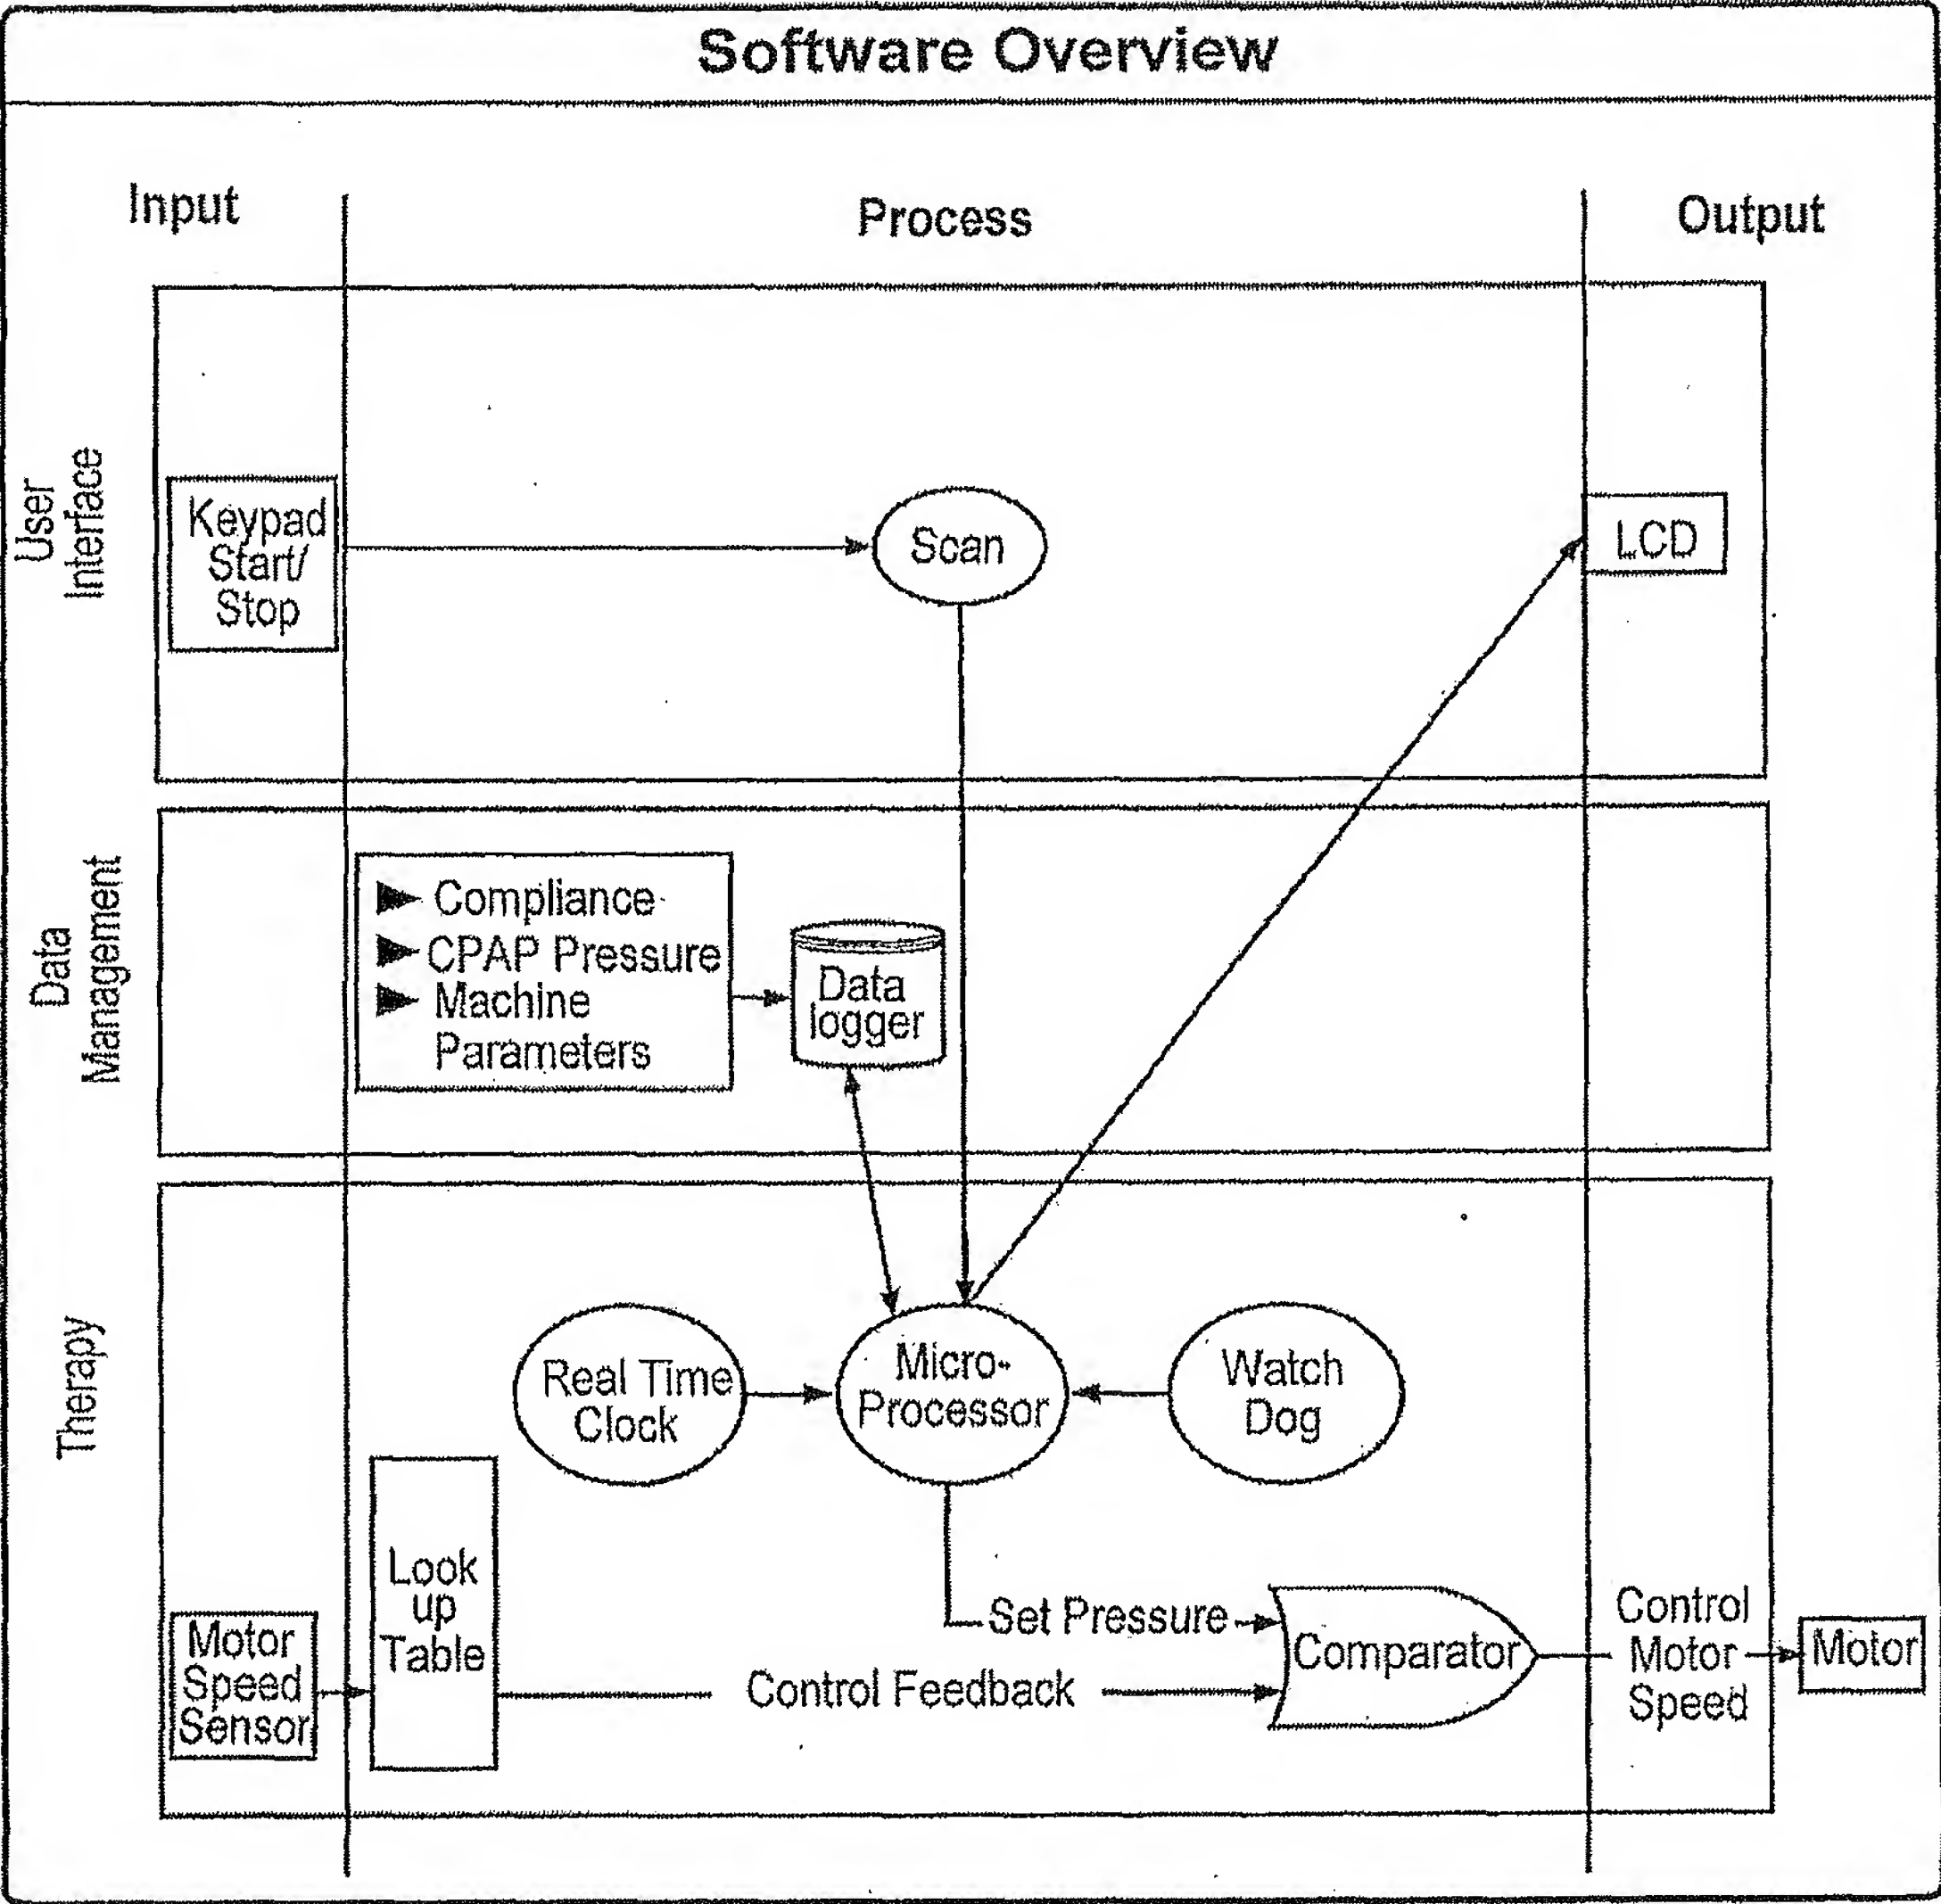 Software Overview
Input
Process
Output
User
Interface
Keypad
Start/
Stop
Scan
LCD
Data
Management
► Compliance
► CPAP Pressure
► Machine
Parameters
Data
logger
Therapy
Real Time
Clock
Micro-
Processor
Watch
Dog
Look
up
Table
Motor
Speed
Sensor
Set Pressure
Control Feedback
Comparator
Control
Motor
Speed
Motor